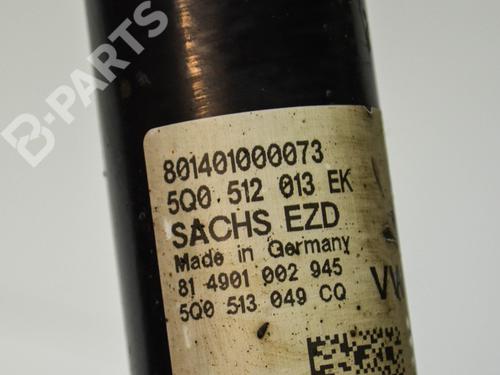 B-PARTS
801401000073
5Q0 512 013 EK
SACHS EZD
Made in Germany
81 4901 002 945
5Q0 513 049 CQ